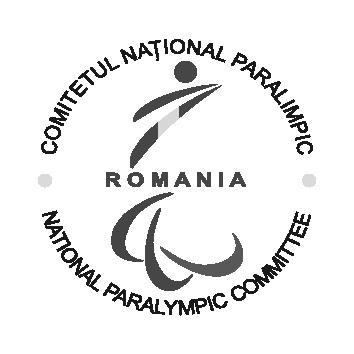 COMITETUL NAȚIONAL PARALIMPIC
ROMANIA
NATIONAL PARALYMPIC COMMITTEE